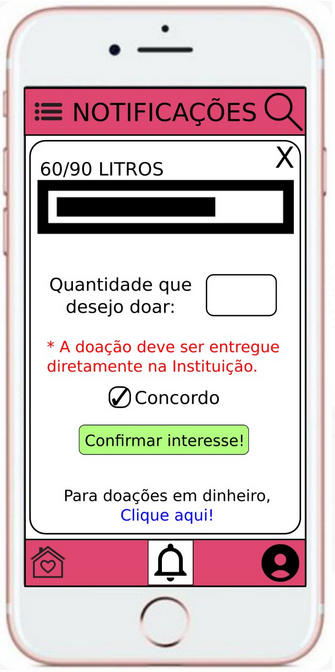 NOTIFICAÇÕES
X
60/90 LITROS
Quantidade que
desejo doar:
* A doação deve ser entregue
diretamente na Instituição.
Concordo
Confirmar interesse!
Para doações em dinheiro,
Clique aqui!